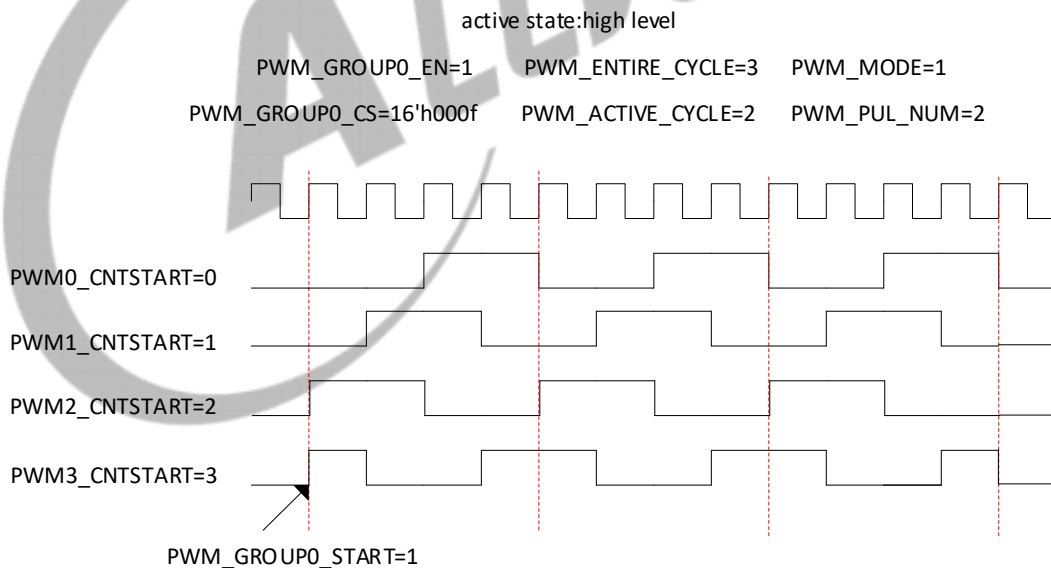 active state:high level
PWM_GROUP0_EN=1 PWM_ENTIRE_CYCLE=3 PWM_MODE=1
PWM_GROUP0_CS=16'h000f PWM_ACTIVE_CYCLE=2 PWM_PUL_NUM=2
PWM0_CNTSTART=0
PWM1_CNTSTART=1
PWM2_CNTSTART=2
PWM3_CNTSTART=3
PWM_GROUP0_START=1